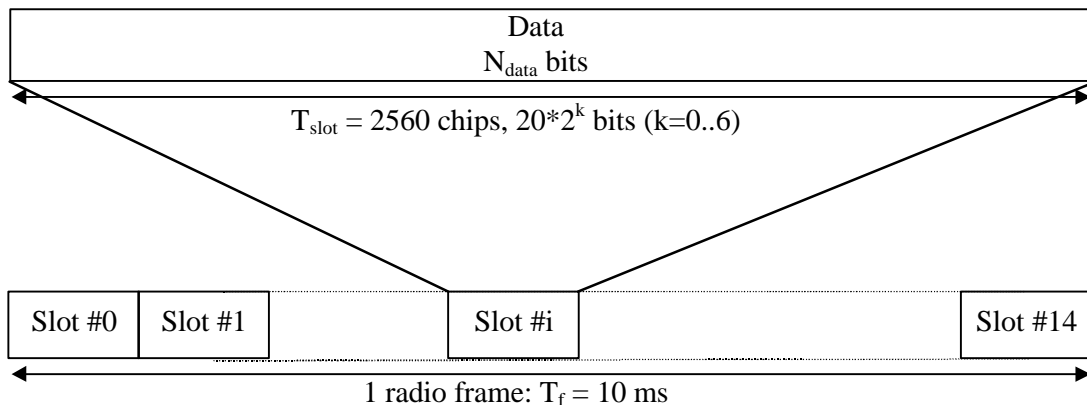 Data
N_data bits
T_slot = 2560 chips, 20*2^k bits (k=0..6)
Slot #0 Slot #1 Slot #i Slot #14
1 radio frame: T_f = 10 ms